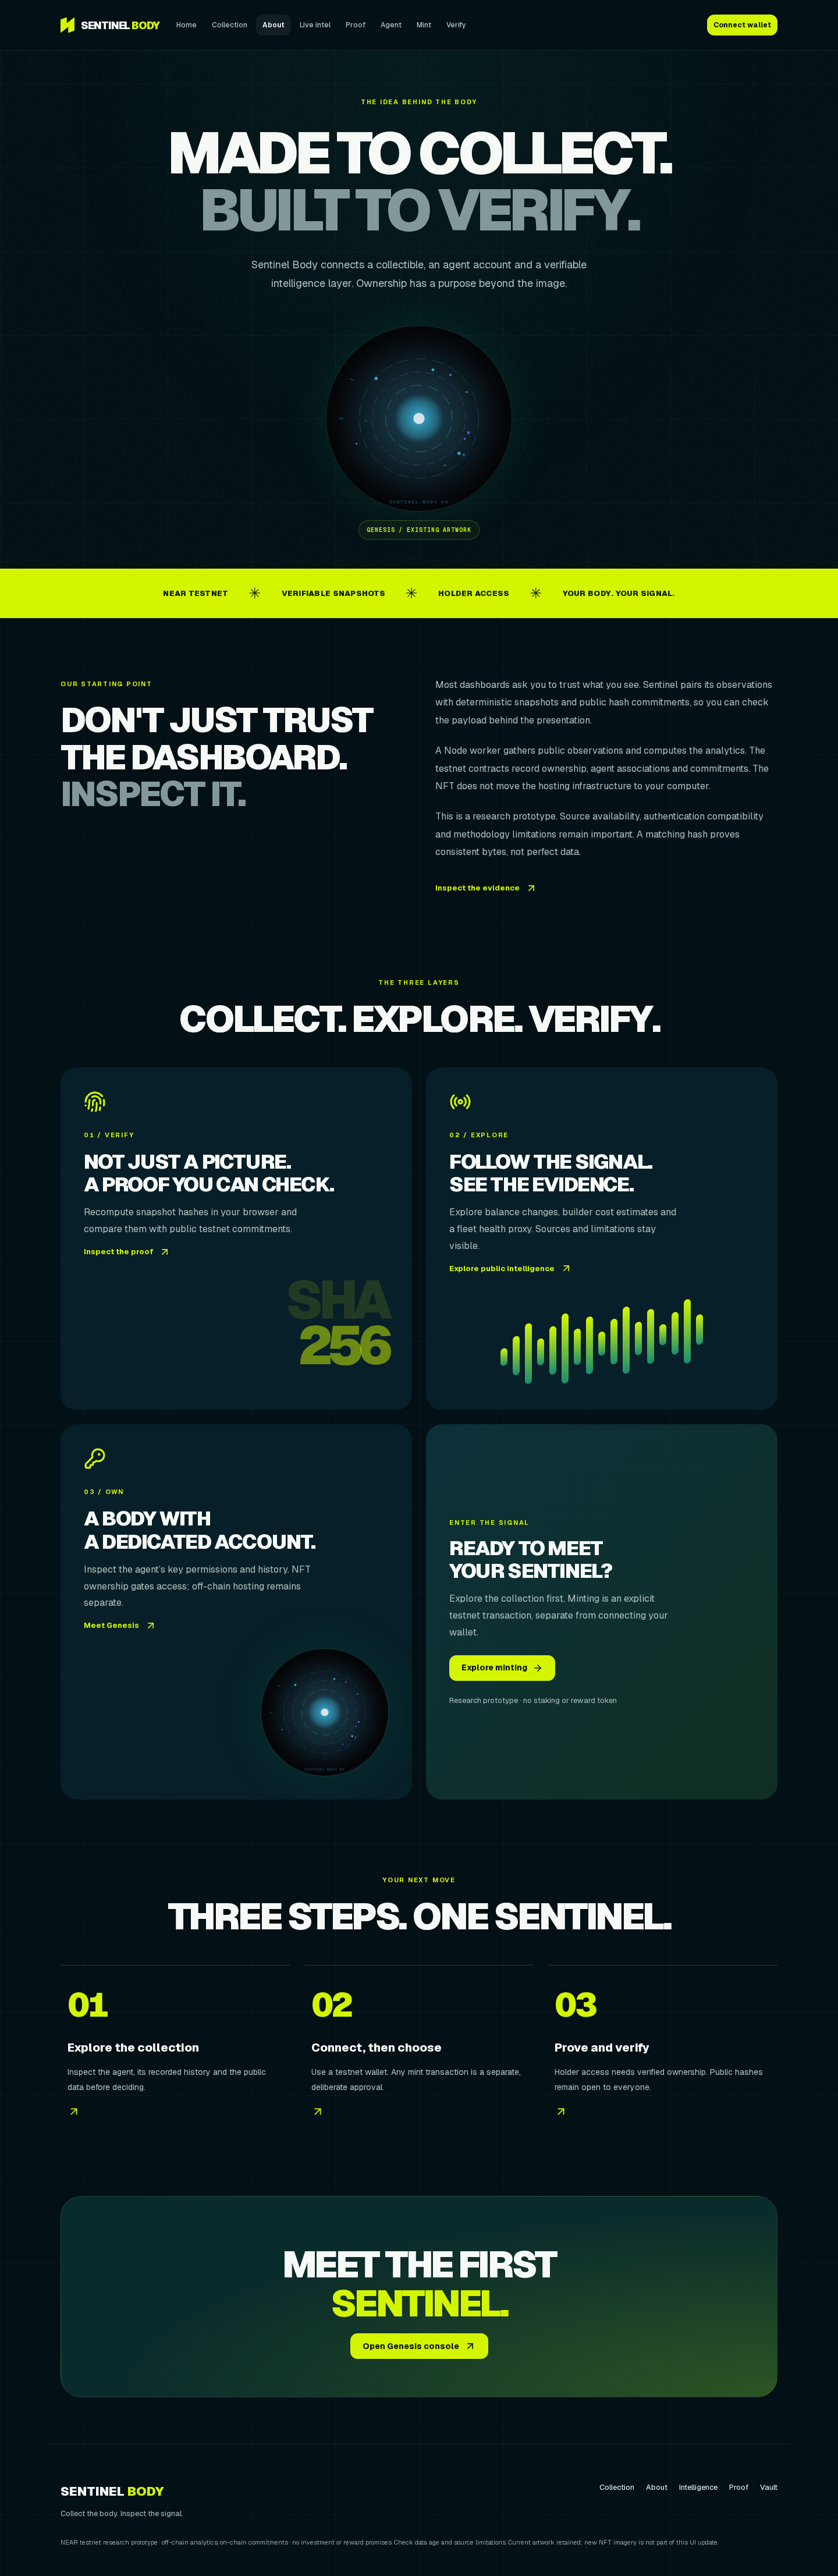 SENTINEL BODY
Home
Collection
About
Live intel
Proof
Agent
Mint
Verify
Connect wallet
THE IDEA BEHIND THE BODY
MADE TO COLLECT.
BUILT TO VERIFY.
Sentinel Body connects a collectible, an agent account and a verifiable
intelligence layer. Ownership has a purpose beyond the image.
GENESIS / EXISTING ARTWORK
NEAR TESTNET
VERIFIABLE SNAPSHOTS
HOLDER ACCESS
YOUR BODY. YOUR SIGNAL.
OUR STARTING POINT
DON'T JUST TRUST
THE DASHBOARD.
INSPECT IT.
Most dashboards ask you to trust what you see. Sentinel pairs its observations
with deterministic snapshots and public hash commitments, so you can check
the payload behind the presentation.
A Node worker gathers public observations and computes the analytics. The
testnet contracts record ownership, agent associations and commitments. The
NFT does not move the hosting infrastructure to your computer.
This is a research prototype. Source availability, authentication compatibility
and methodology limitations remain important. A matching hash proves
consistent bytes, not perfect data.
Inspect the evidence
THE THREE LAYERS
COLLECT. EXPLORE. VERIFY.
01 / VERIFY
NOT JUST A PICTURE.
A PROOF YOU CAN CHECK.
Recompute snapshot hashes in your browser and
compare them with public testnet commitments.
Inspect the proof
SHA
256
02 / EXPLORE
FOLLOW THE SIGNAL.
SEE THE EVIDENCE.
Explore balance changes, builder cost estimates and
a fleet health proxy. Sources and limitations stay
visible.
Explore public intelligence
03 / OWN
A BODY WITH
A DEDICATED ACCOUNT.
Inspect the agent's key permissions and history. NFT
ownership gates access; off-chain hosting remains
separate.
Meet Genesis
ENTER THE SIGNAL
READY TO MEET
YOUR SENTINEL?
Explore the collection first. Minting is an explicit
testnet transaction, separate from connecting your
wallet.
Explore minting
Research prototype · no staking or reward token
YOUR NEXT MOVE
THREE STEPS. ONE SENTINEL.
01
Explore the collection
Inspect the agent, its recorded history and the public
data before deciding.
02
Connect, then choose
Use a testnet wallet. Any mint transaction is a separate,
deliberate approval.
03
Prove and verify
Holder access needs verified ownership. Public hashes
remain open to everyone.
MEET THE FIRST
SENTINEL.
Open Genesis console
SENTINEL BODY
Collect the body. Inspect the signal.
Collection
About
Intelligence
Proof
Vault
NEAR testnet research prototype · off-chain analytics, on-chain commitments · no investment or reward promises. Check data age and source limitations. Current artwork retained; new NFT imagery is not part of this UI update.